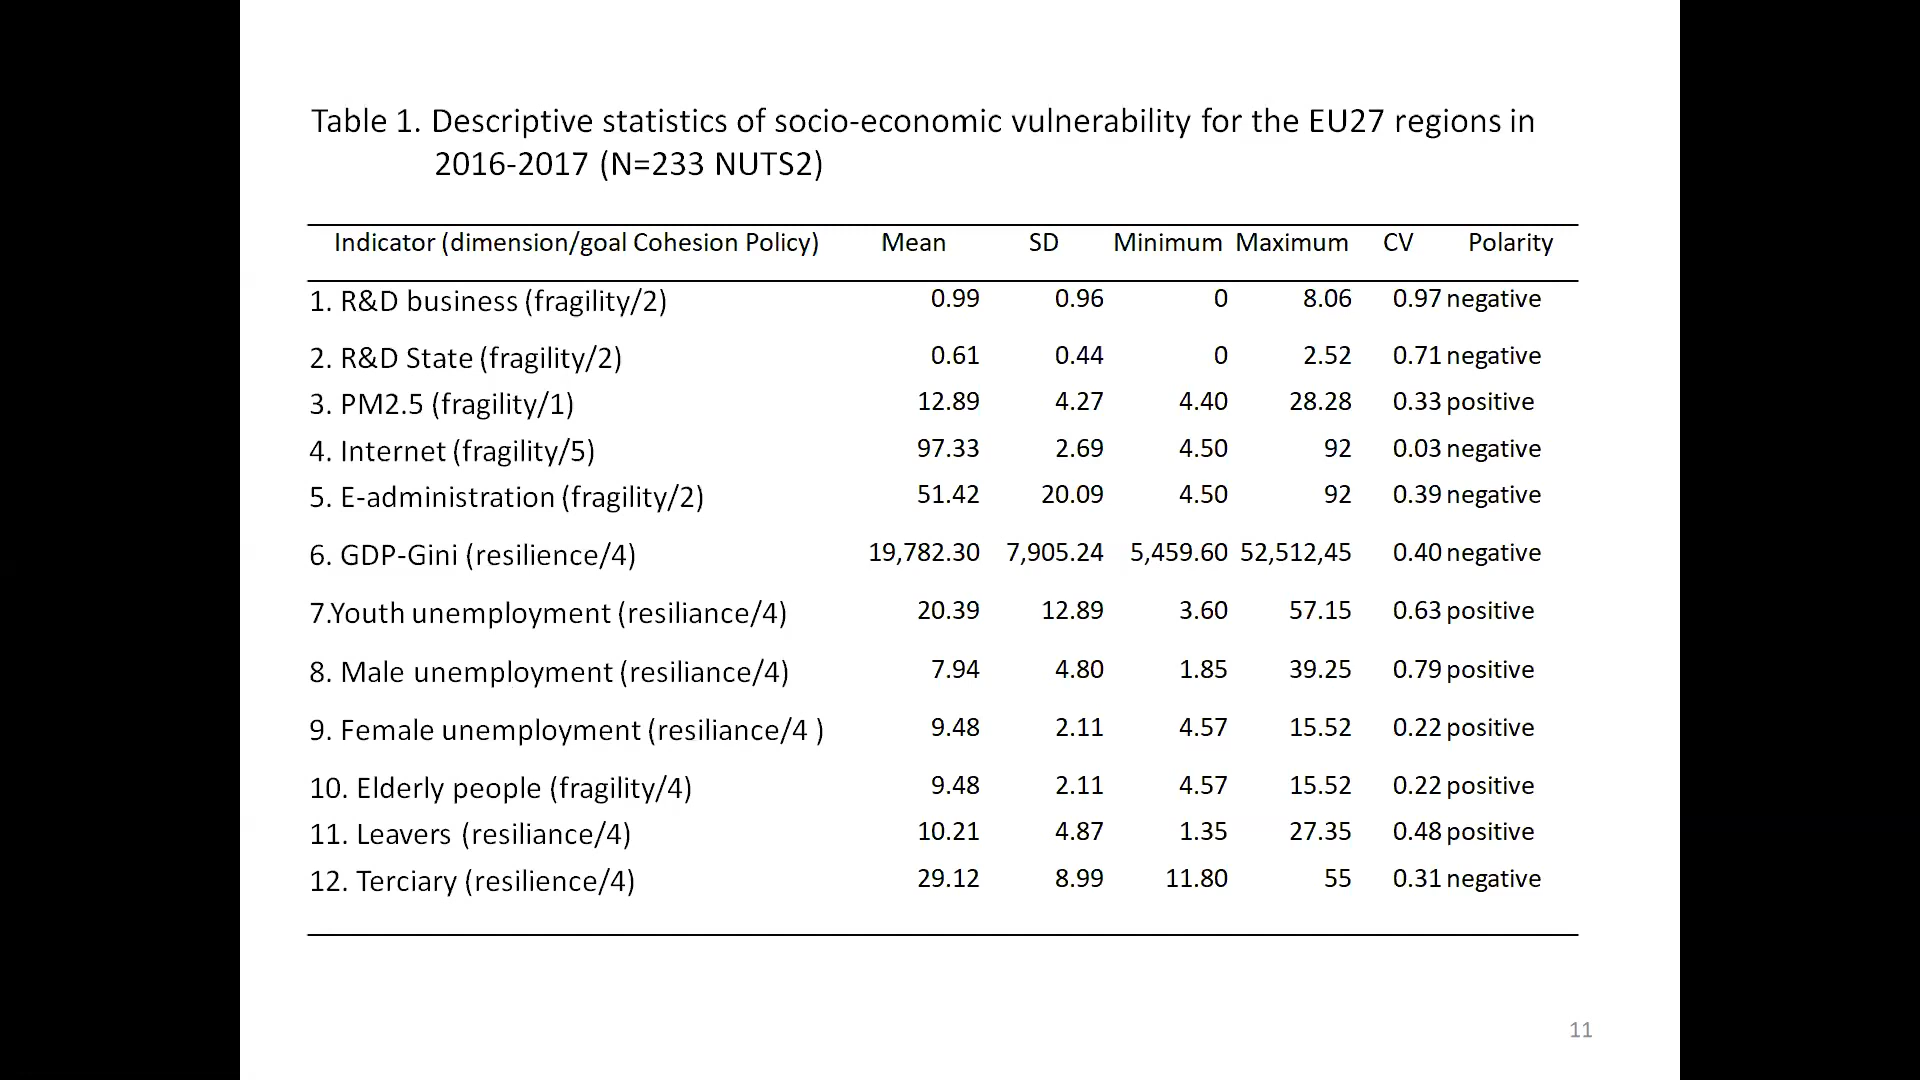 Table 1. Descriptive statistics of socio-economic vulnerability for the EU27 regions in
2016-2017 (N=233 NUTS2)
Indicator (dimension/goal Cohesion Policy) Mean SD Minimum Maximum CV Polarity
1. R&D business (fragility/2) 0.99 0.96 0 8.06 0.97 negative
2. R&D State (fragility/2) 0.61 0.44 0 2.52 0.71 negative
3. PM2.5 (fragility/1) 12.89 4.27 4.40 28.28 0.33 positive
4. Internet (fragility/5) 97.33 2.69 4.50 92 0.03 negative
5. E-administration (fragility/2) 51.42 20.09 4.50 92 0.39 negative
6. GDP-Gini (resilience/4) 19,782.30 7,905.24 5,459.60 52,512,45 0.40 negative
7.Youth unemployment (resiliance/4) 20.39 12.89 3.60 57.15 0.63 positive
8. Male unemployment (resiliance/4) 7.94 4.80 1.85 39.25 0.79 positive
9. Female unemployment (resiliance/4 ) 9.48 2.11 4.57 15.52 0.22 positive
10. Elderly people (fragility/4) 9.48 2.11 4.57 15.52 0.22 positive
11. Leavers (resiliance/4) 10.21 4.87 1.35 27.35 0.48 positive
12. Terciary (resilience/4) 29.12 8.99 11.80 55 0.31 negative
11